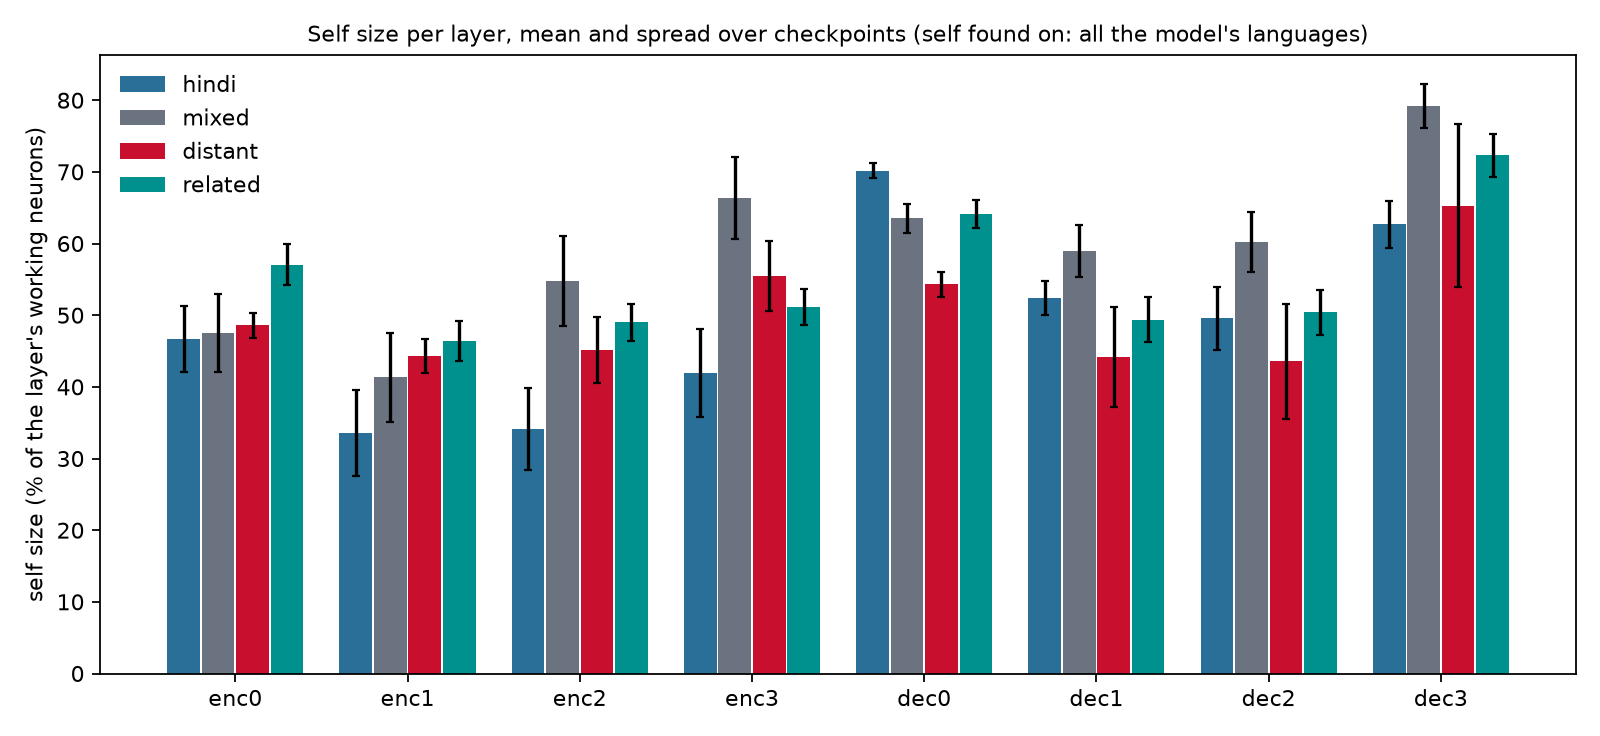 Self size per layer, mean and spread over checkpoints (self found on: all the model's languages)
hindi
mixed
distant
related
self size (% of the layer's working neurons)
80
70
60
50
40
30
20
10
0
enc0 enc1 enc2 enc3 dec0 dec1 dec2 dec3